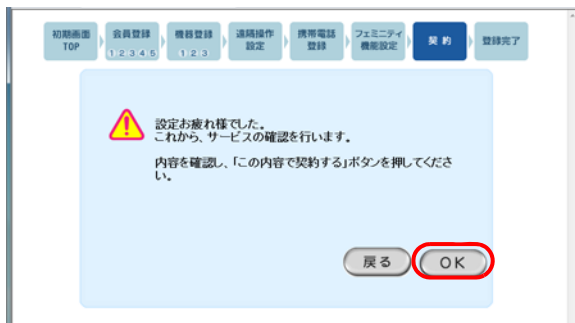 初期画面 TOP
会員登録 1 2 3 4 5
機器登録 1 2 3
遠隔操作 設定
携帯電話 登録
フェミニティ 機能設定
契約
登録完了
設定お疲れ様でした。
これから、サービスの確認を行います。
内容を確認し、「この内容で契約する」ボタンを押してくださ
い。
戻る
OK